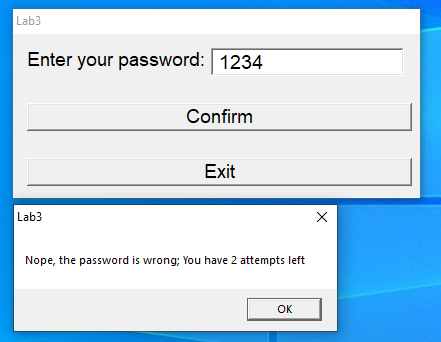 Lab3
Enter your password: 1234
Confirm
Exit
Lab3
Nope, the password is wrong; You have 2 attempts left
OK